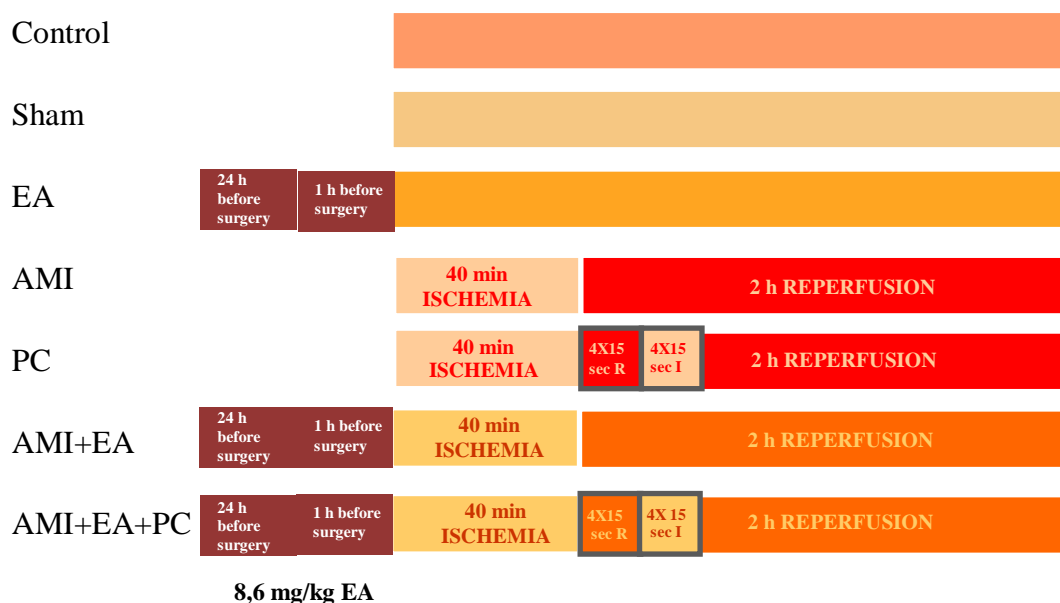 Control
Sham
EA
24 h
before
surgery
1 h before
surgery
AMI
40 min
ISCHEMIA
2 h REPERFUSION
PC
40 min
ISCHEMIA
4X15
sec R
4X15
sec I
2 h REPERFUSION
AMI+EA
24 h
before
surgery
1 h before
surgery
40 min
ISCHEMIA
2 h REPERFUSION
AMI+EA+PC
24 h
before
surgery
1 h before
surgery
40 min
ISCHEMIA
4X15
sec R
4X 15
sec I
2 h REPERFUSION
8,6 mg/kg EA